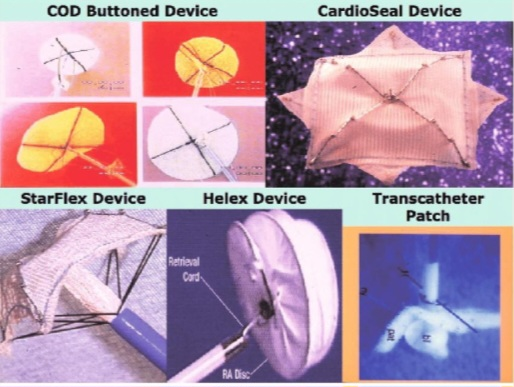 COD Buttoned Device
CardioSeal Device
StarFlex Device
Helex Device
Transcatheter
Patch
Retrieval
Cord
RA Disc